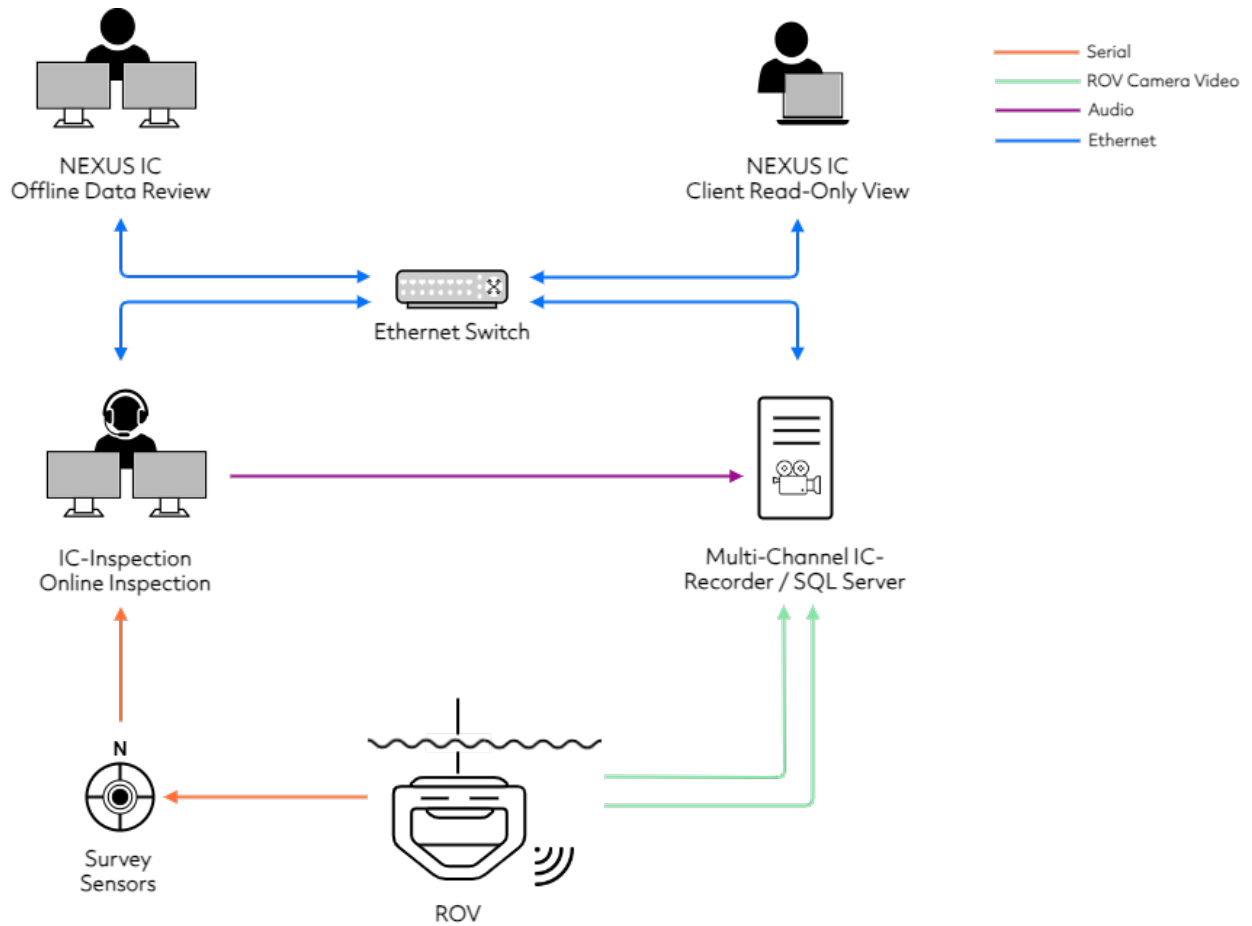 Serial
ROV Camera Video
Audio
Ethernet
NEXUS IC
Offline Data Review
NEXUS IC
Client Read-Only View
Ethernet Switch
IC-Inspection
Online Inspection
Multi-Channel IC-
Recorder / SQL Server
N
Survey
Sensors
ROV